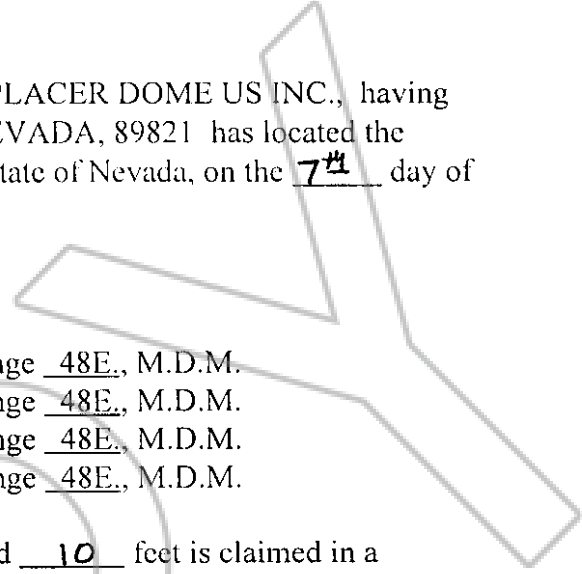 PLACER DOME US INC., having
EVADA, 89821 has located the
tate of Nevada, on the 7th day of
nge 48E., M.D.M.
nge 48E., M.D.M.
nge 48E., M.D.M.
nge 48E., M.D.M.
d 10 feet is claimed in a